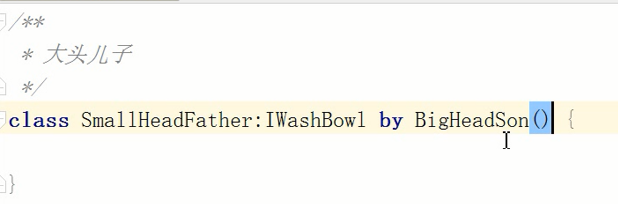 /**
* 大头儿子
*/
class SmallHeadFather:IWashBowl by BigHeadSon() {
}